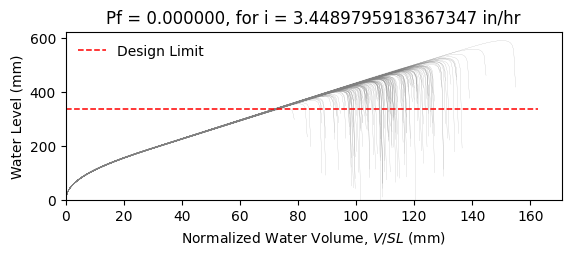 Pf = 0.000000, for i = 3.4489795918367347 in/hr
Water Level (mm)
600
400
200
0
Design Limit
0 20 40 60 80 100 120 140 160
Normalized Water Volume, V/SL (mm)